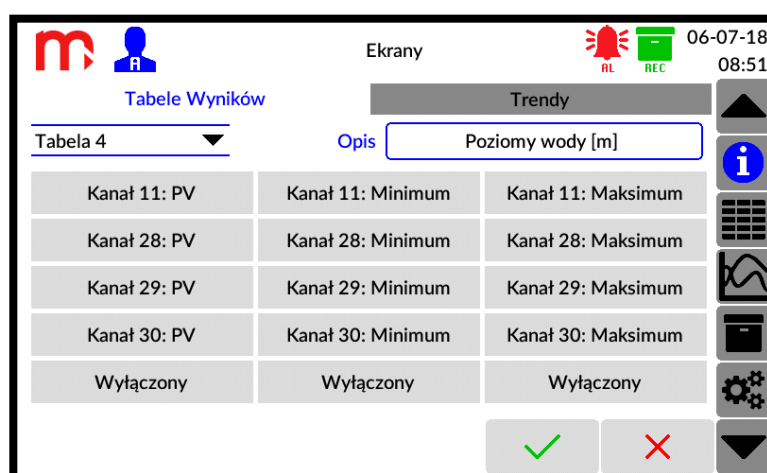 Ekrany
AL
REC
06-07-18
08:51
A
Tabele Wyników
Trendy
Tabela 4
Opis
Poziomy wody [m]
Kanał 11: PV
Kanał 11: Minimum
Kanał 11: Maksimum
Kanał 28: PV
Kanał 28: Minimum
Kanał 28: Maksimum
Kanał 29: PV
Kanał 29: Minimum
Kanał 29: Maksimum
Kanał 30: PV
Kanał 30: Minimum
Kanał 30: Maksimum
Wyłączony
Wyłączony
Wyłączony